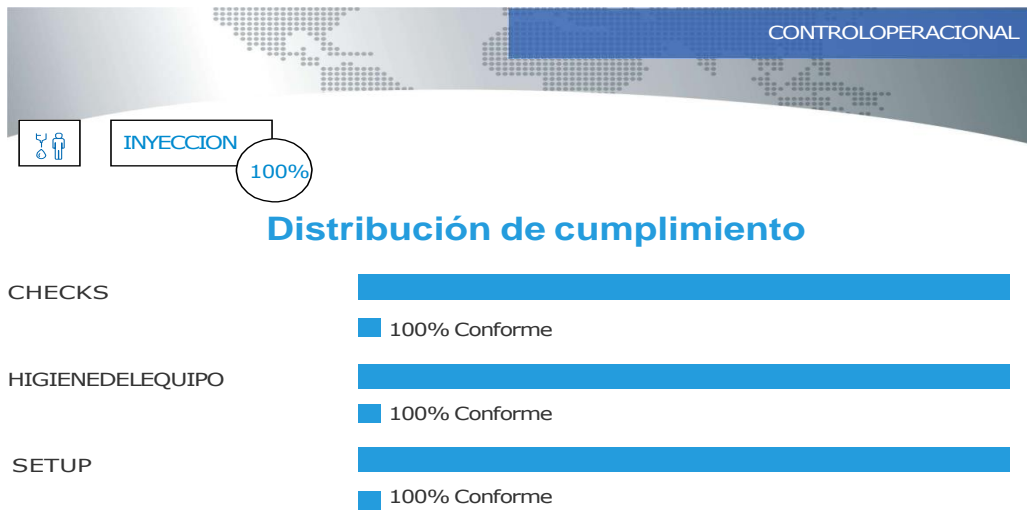 CONTROLOPERACIONAL
INYECCION
100%
Distribución de cumplimiento
CHECKS
100% Conforme
HIGIENEDELEQUIPO
100% Conforme
SETUP
100% Conforme